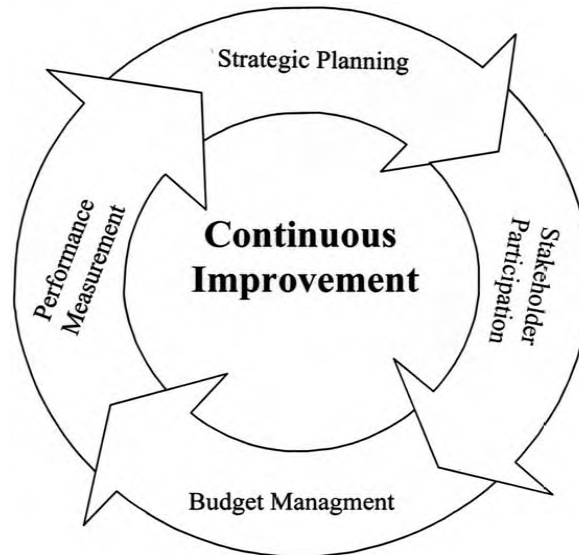 Strategic Planning
Stakeholder
Participation
Continuous
Improvement
Performance
Measurement
Budget Managment